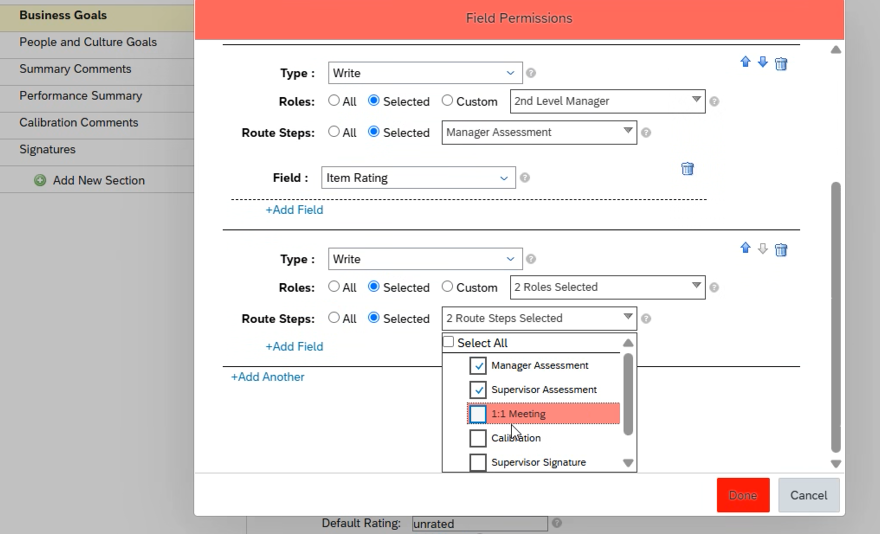 Business Goals
People and Culture Goals
Summary Comments
Performance Summary
Calibration Comments
Signatures
Add New Section
Field Permissions
Type : Write
Roles: All Selected Custom 2nd Level Manager
Route Steps: All Selected Manager Assessment
Field : Item Rating
+Add Field
Type : Write
Roles: All Selected Custom 2 Roles Selected
Route Steps: All Selected 2 Route Steps Selected
+Add Field
Select All
Manager Assessment
Supervisor Assessment
1:1 Meeting
Calibration
Supervisor Signature
+Add Another
Done Cancel
Default Rating: unrated